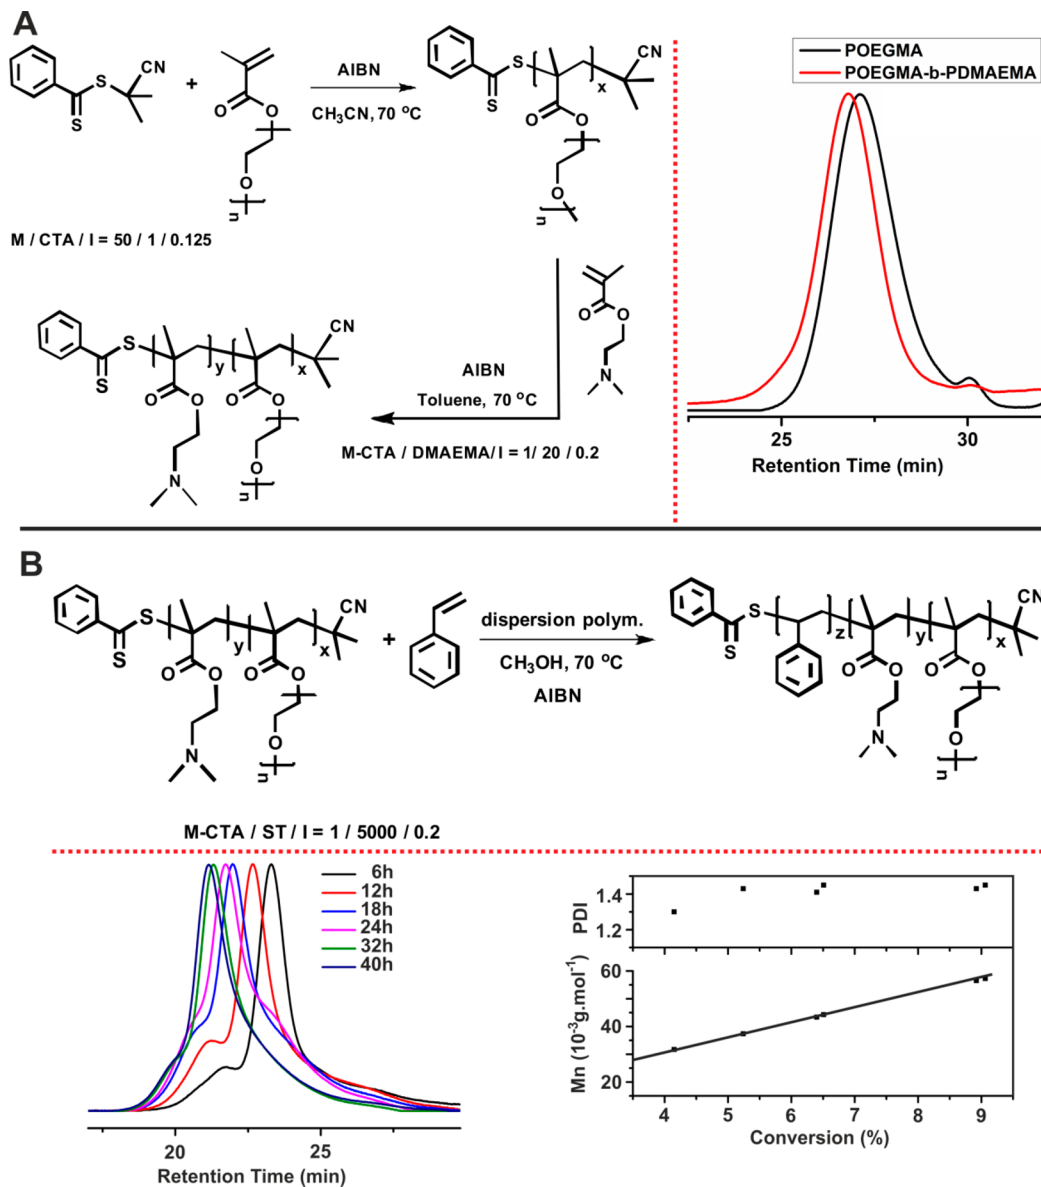 A
S
CN
S
+
O
O
O
n
AIBN
CH₃CN, 70 °C
S
CN
S
x
O
O
O
n
M / CTA / I = 50 / 1 / 0.125
POEGMA
POEGMA-b-PDMAEMA
25
30
Retention Time (min)
O
O
N
AIBN
Toluene, 70 °C
M-CTA / DMAEMA/ I = 1/ 20 / 0.2
S
CN
S
y
x
O
O
O
O
N
O
n
B
S
CN
S
y
x
O
O
O
O
N
O
n
+
dispersion polym.
CH₃OH, 70 °C
AIBN
S
CN
S
z
y
x
O
O
O
O
N
O
n
M-CTA / ST / I = 1 / 5000 / 0.2
6h
12h
18h
24h
32h
40h
20
25
Retention Time (min)
1.4
1.2
PDI
60
40
20
Mn (10⁻³g.mol⁻¹)
4
5
6
7
8
9
Conversion (%)